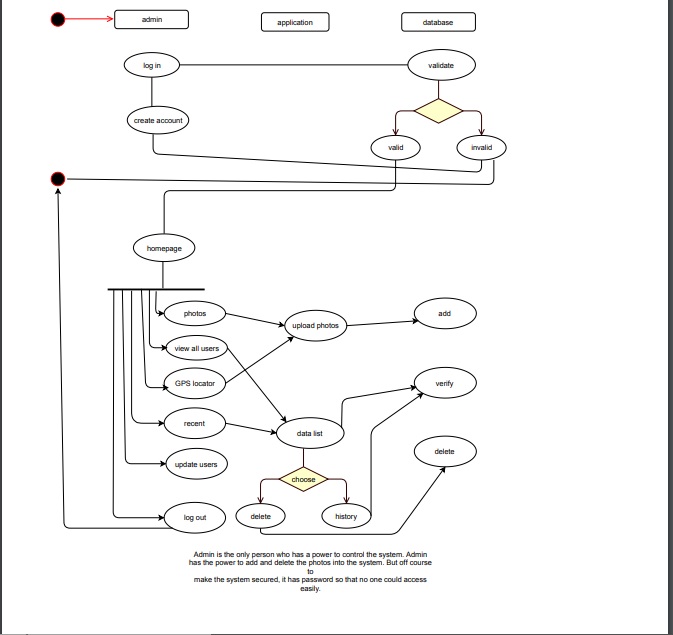 admin
application
database
log in
validate
create account
valid
invalid
homepage
photos
upload photos
add
view all users
GPS locator
verify
recent
data list
delete
update users
choose
log out
delete
history
Admin is the only person who has a power to control the system. Admin
has the power to add and delete the photos into the system. But off course
to
make the system secured, it has password so that no one could access
easily.